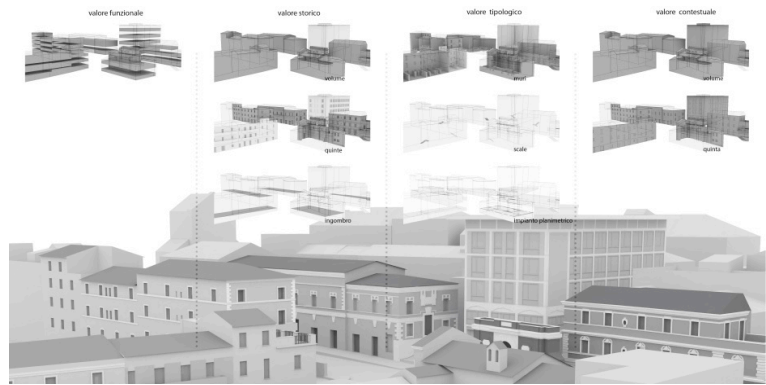 valore funzionale
valore storico
valore tipologico
valore contestuale
volume
muri
volume
quinte
scale
quinta
ingombro
impianto planimetrico